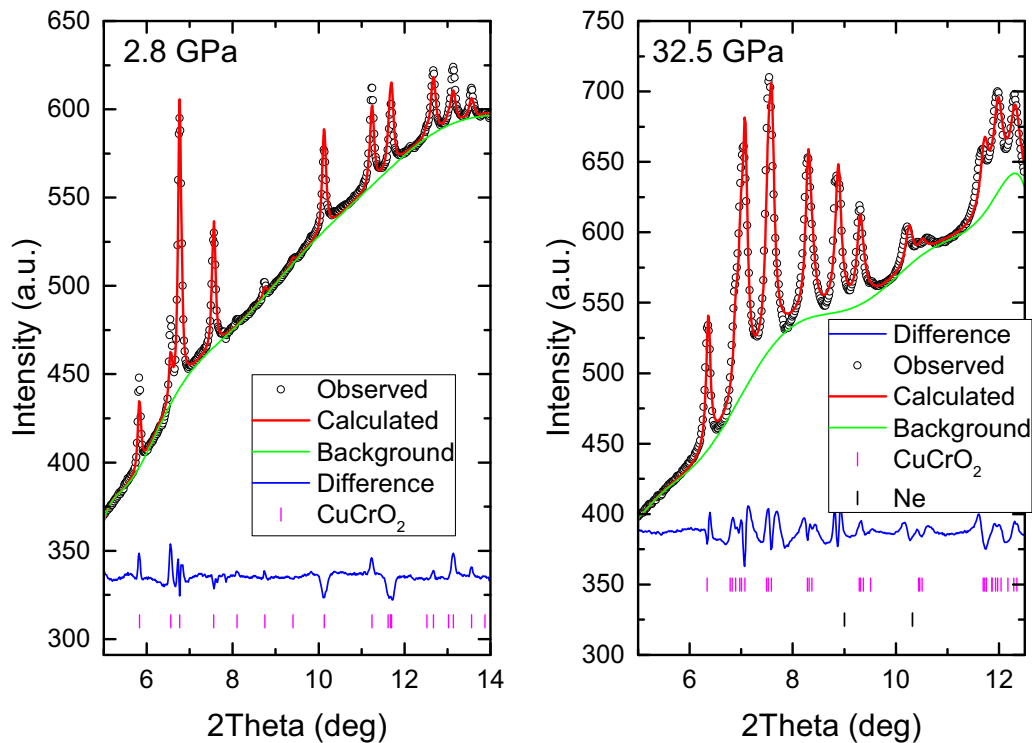 2.8 GPa
650
600
550
500
450
400
350
300
Intensity (a.u.)
Observed
Calculated
Background
Difference
CuCrO₂
6
8
10
12
14
2Theta (deg)
32.5 GPa
750
700
650
600
550
500
450
400
350
300
Intensity (a.u.)
Difference
Observed
Calculated
Background
CuCrO₂
Ne
6
8
10
12
2Theta (deg)